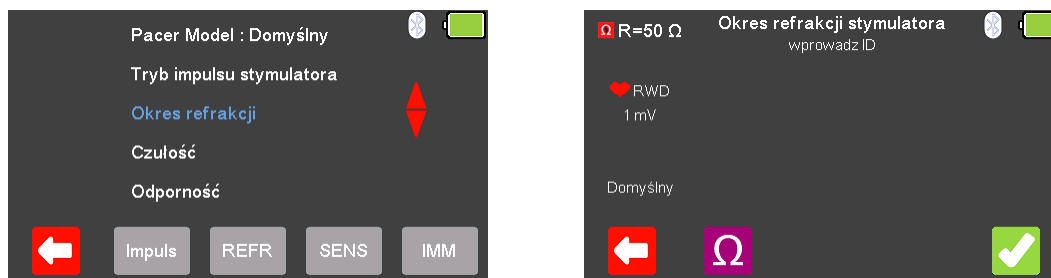 Pacer Model : Domyślny
Tryb impulsu stymulatora
Okres refrakcji
Czułość
Odporność
Impuls REFR SENS IMM
Ω R=50 Ω
Okres refrakcji stymulatora
wprowadz ID
RWD
1 mV
Domyślny
Ω